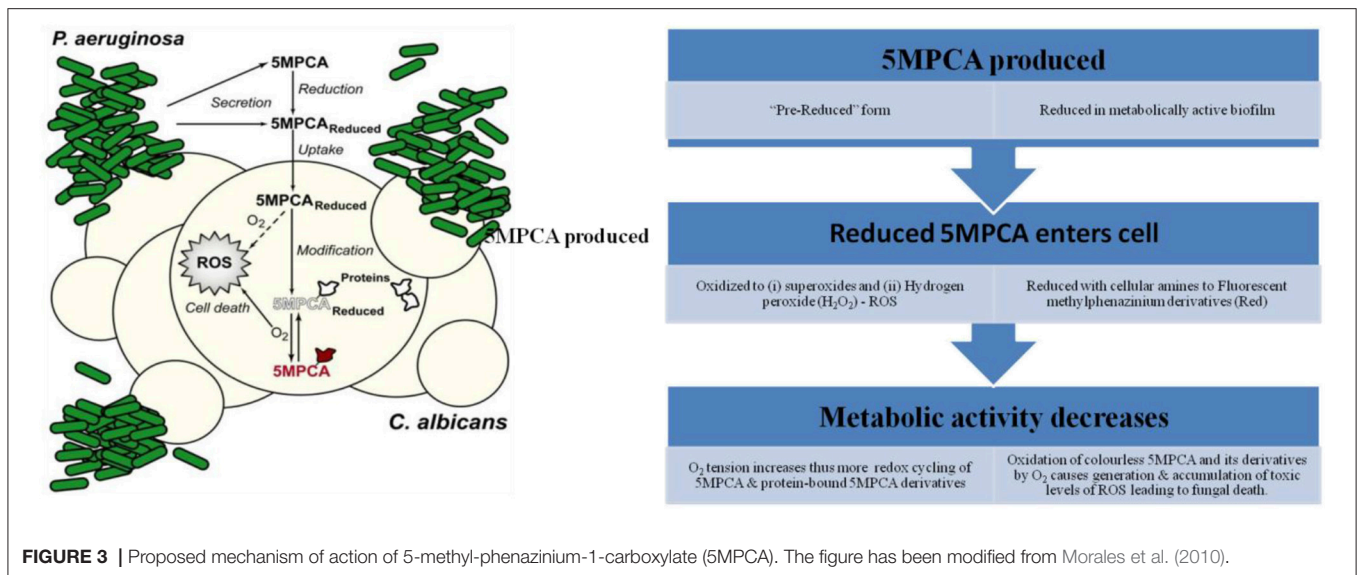 P. aeruginosa
5MPCA
Reduction
Secretion
5MPCA Reduced
Uptake
5MPCA Reduced
O2
Modification
ROS
Proteins
5MPCA Reduced
Cell death
O2
5MPCA
C. albicans
5MPCA produced
5MPCA produced
“Pre-Reduced” form
Reduced in metabolically active biofilm
Reduced 5MPCA enters cell
Oxidized to (i) superoxides and (ii) Hydrogen
peroxide (H2O2) - ROS
Reduced with cellular amines to Fluorescent
methylphenazinium derivatives (Red)
Metabolic activity decreases
O2 tension increases thus more redox cycling of
5MPCA & protein-bound 5MPCA derivatives
Oxidation of colourless 5MPCA and its derivatives
by O2 causes generation & accumulation of toxic
levels of ROS leading to fungal death.
FIGURE 3 | Proposed mechanism of action of 5-methyl-phenazinium-1-carboxylate (5MPCA). The figure has been modified from Morales et al. (2010).